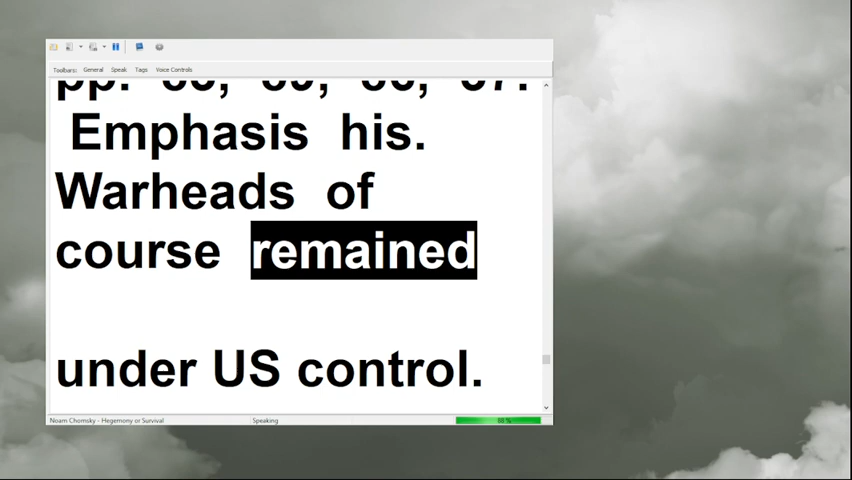 Toolbars: General Speak Tags Voice Controls
pp.
Emphasis his.
Warheads of
course remained
under US control.
Noam Chomsky - Hegemony or Survival Speaking 88 %